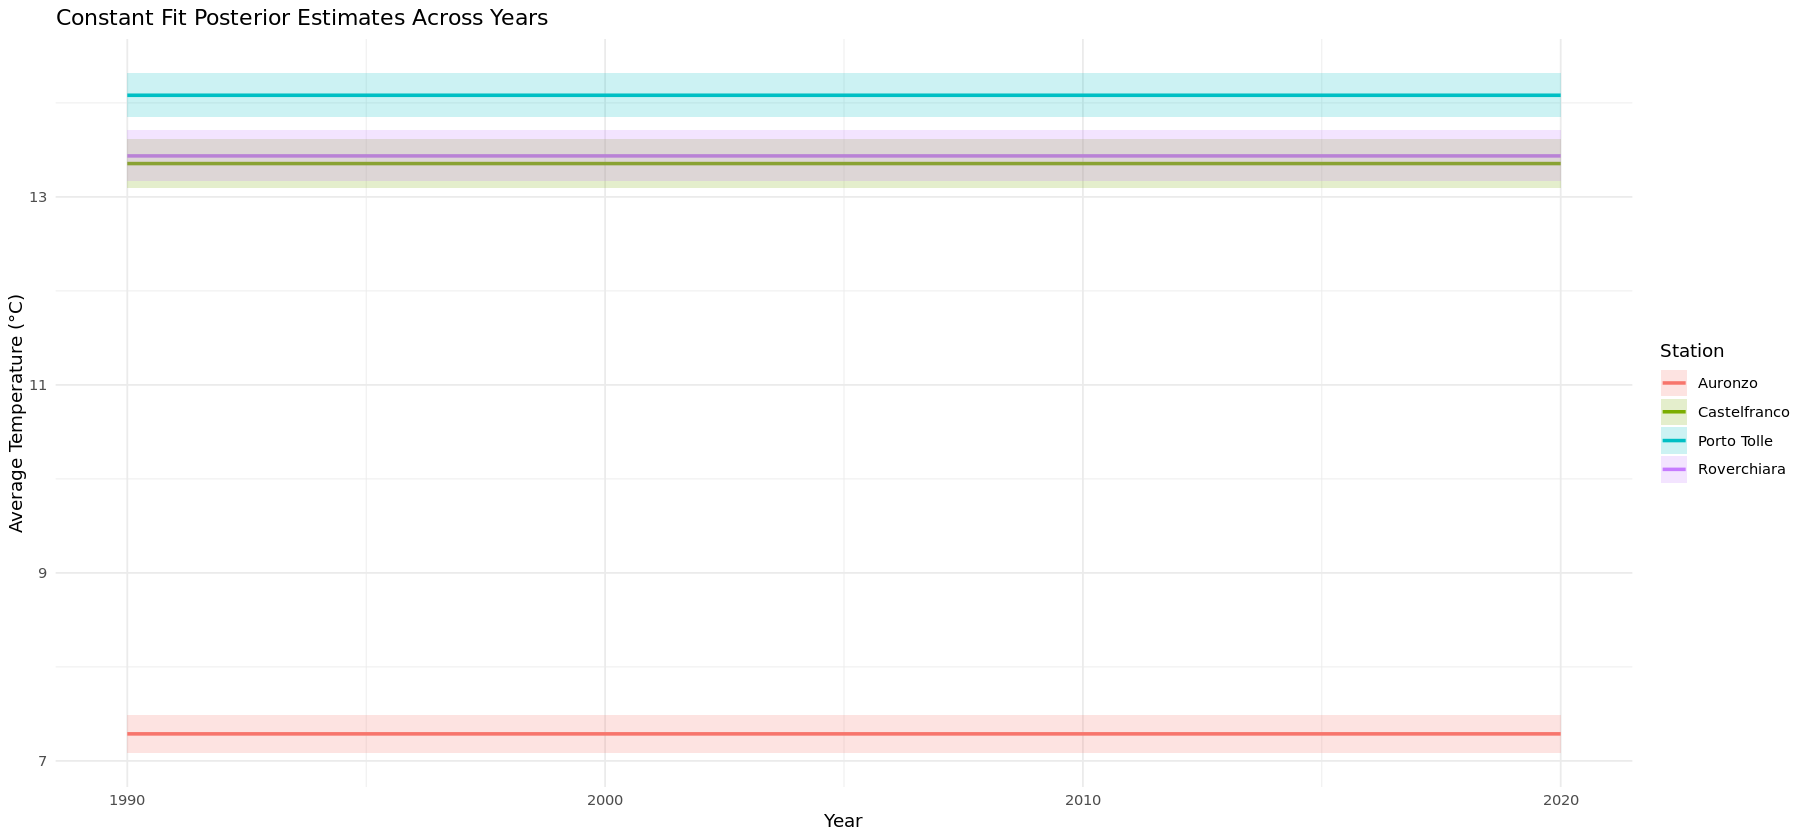 Constant Fit Posterior Estimates Across Years
Average Temperature (°C)
13
11
9
7
1990
2000
2010
2020
Year
Station
Auronzo
Castelfranco
Porto Tolle
Roverchiara